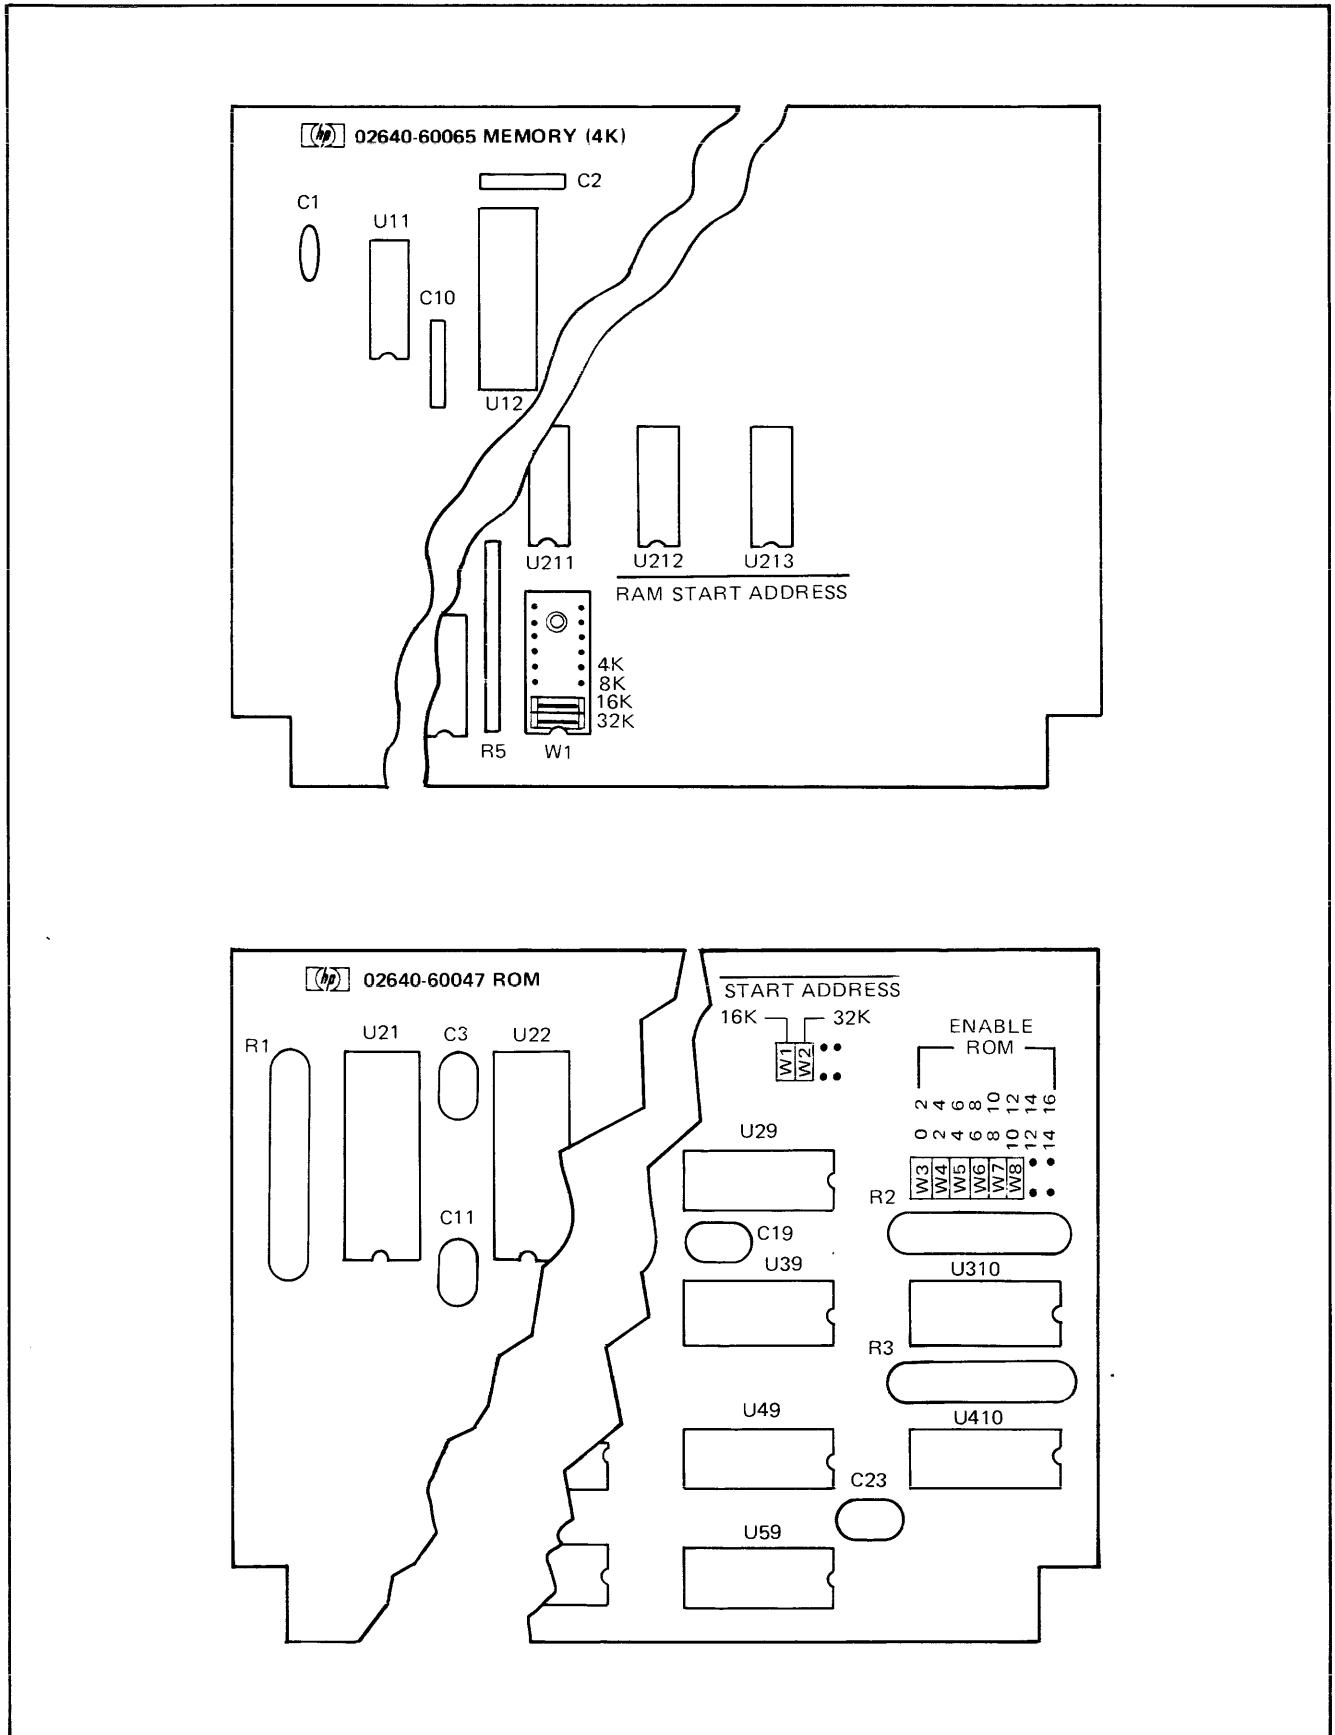 hp 02640-60065 MEMORY (4K)
C2
C1
U11
C10
U12
U211
U212
U213
RAM START ADDRESS
4K
8K
16K
32K
R5
W1
hp 02640-60047 ROM
START ADDRESS
16K
32K
ENABLE
ROM
R1
U21
C3
U22
2 4 6 8 10 12 14 16
0 2 4 6 8 10 12 14
W1 W2
W3 W4 W5 W6 W7 W8
U29
R2
C11
C19
U39
U310
R3
U49
U410
C23
U59